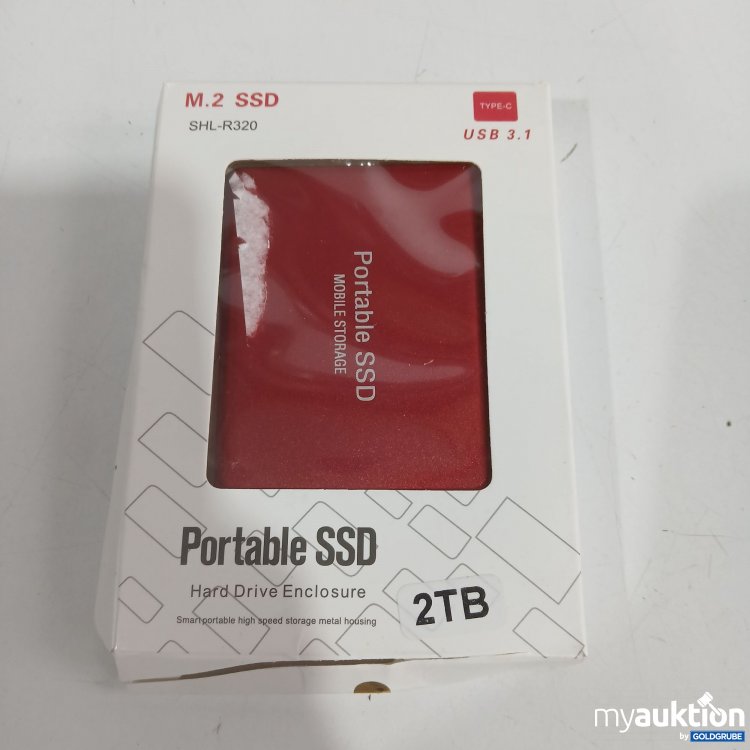 M.2 SSD
SHL-R320
TYPE-C
USB 3.1
Portable SSD
MOBILE STORAGE
Portable SSD
Hard Drive Enclosure
Smart portable high speed storage metal housing
2TB
myauktion
by GOLDGRUBE